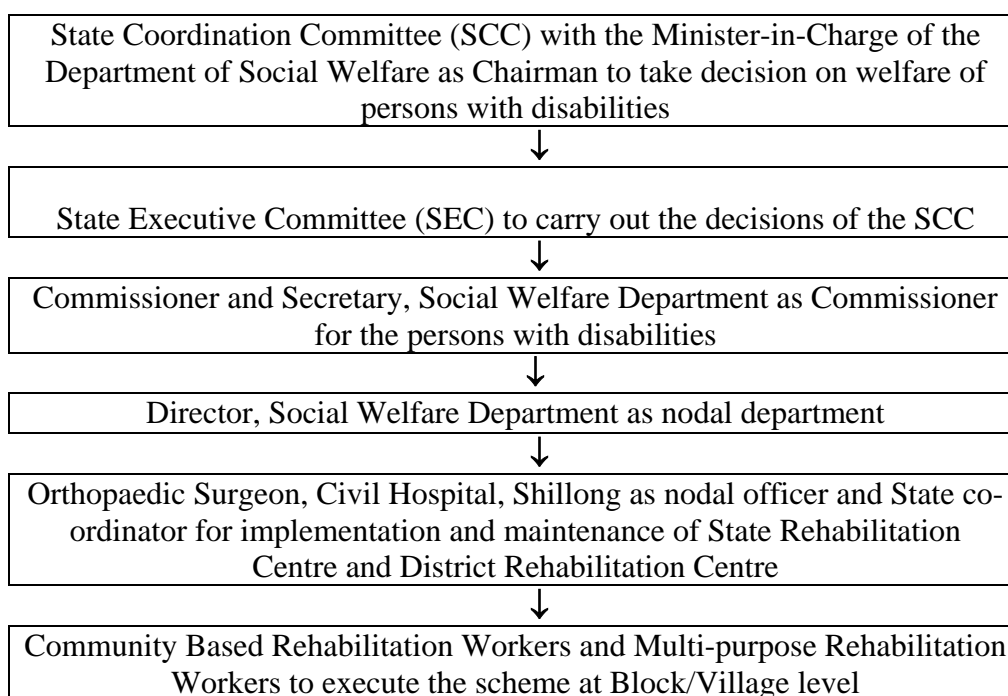 State Coordination Committee (SCC) with the Minister-in-Charge of the
Department of Social Welfare as Chairman to take decision on welfare of
persons with disabilities
↓
State Executive Committee (SEC) to carry out the decisions of the SCC
↓
Commissioner and Secretary, Social Welfare Department as Commissioner
for the persons with disabilities
↓
Director, Social Welfare Department as nodal department
↓
Orthopaedic Surgeon, Civil Hospital, Shillong as nodal officer and State co-
ordinator for implementation and maintenance of State Rehabilitation
Centre and District Rehabilitation Centre
↓
Community Based Rehabilitation Workers and Multi-purpose Rehabilitation
Workers to execute the scheme at Block/Village level